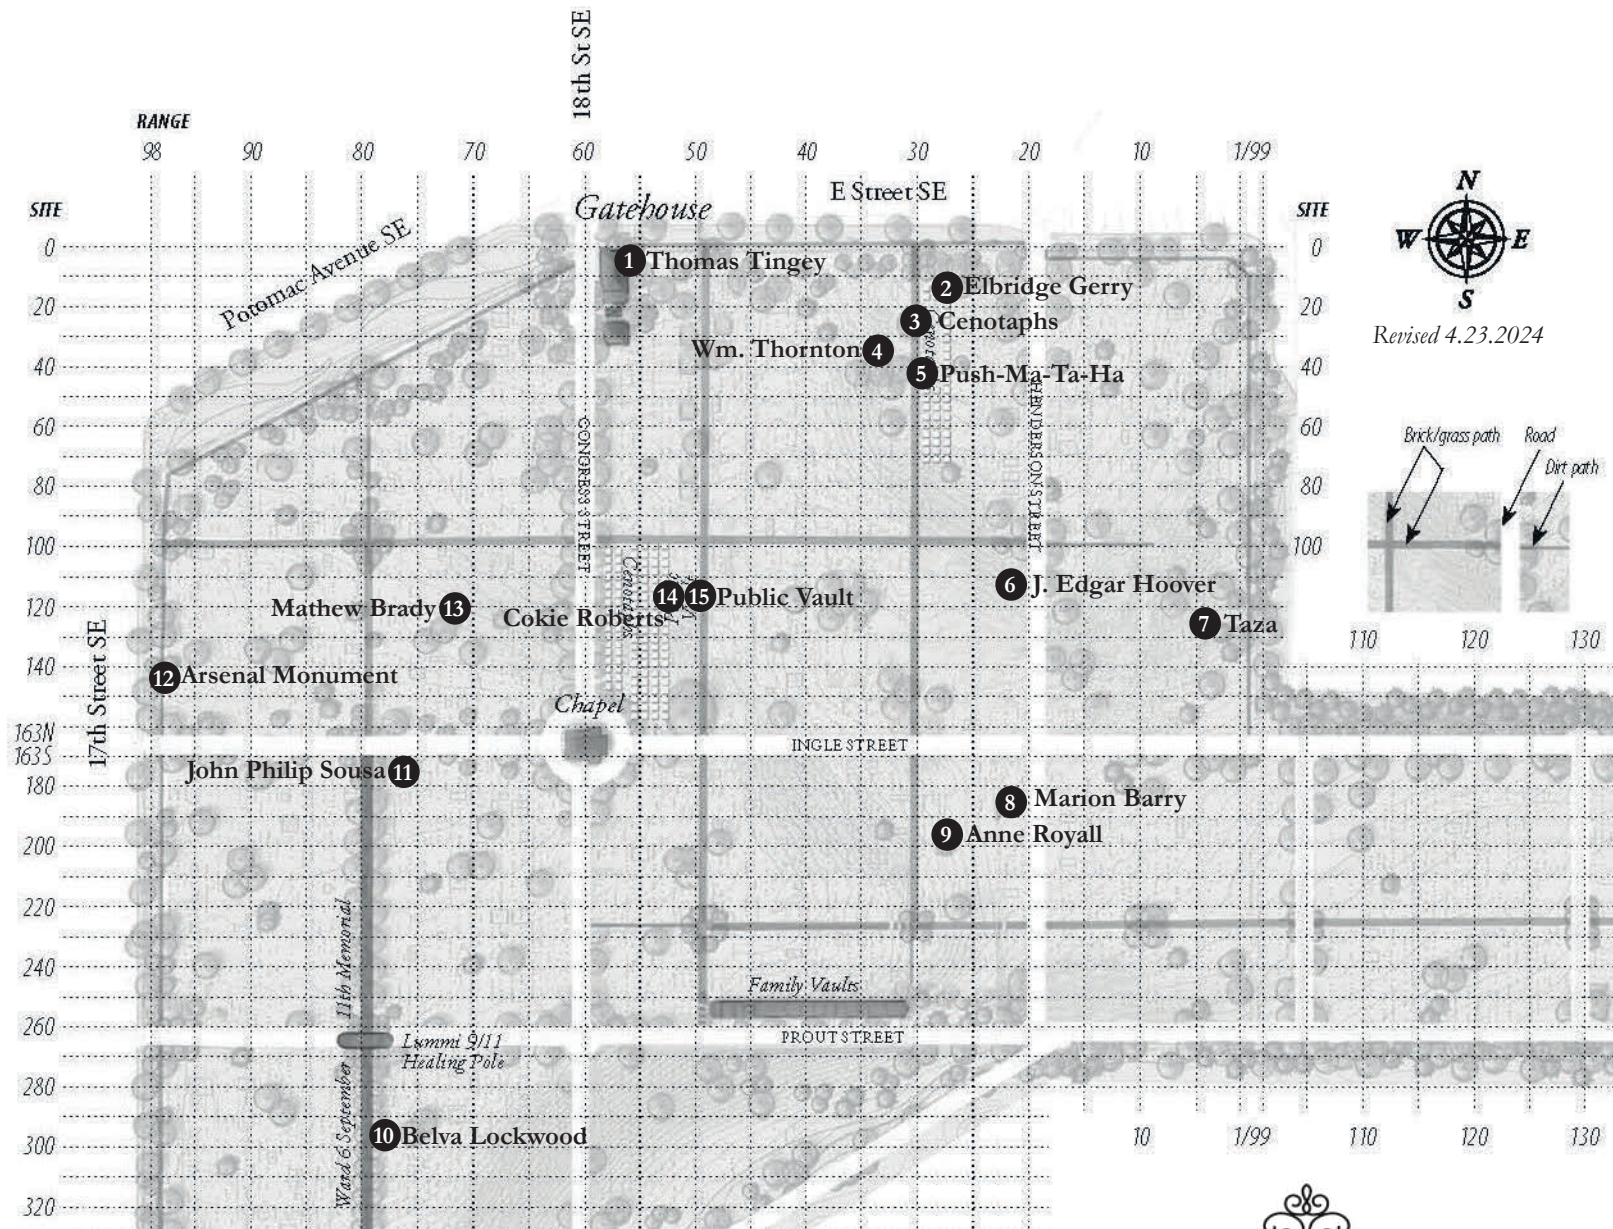 18th St SE
RANGE
98 90 80 70 60 50 40 30 20 10 1/99
E Street SE
Gatehouse
SITE
SITE
N
W E
S
Revised 4.23.2024
Potomac Avenue SE
0
20
40
60
80
100
120
140
163N
163S
180
200
220
240
260
280
300
320
0
20
40
60
80
100
1 Thomas Tingey
2 Elbridge Gerry
3 Cenotaphs
Wm. Thornton 4
5 Push-Ma-Ta-Ha
CONGRESS STREET
HENDERSON STREET
Brick/grass path
Road
Dirt path
110 120 130
6 J. Edgar Hoover
14 15 Public Vault
Mathew Brady 13
Cokie Roberts
Cenotaphs
7 Taza
17th Street SE
12 Arsenal Monument
Chapel
INGLE STREET
John Philip Sousa 11
8 Marion Barry
9 Anne Royall
Ward 6 September 11th Memorial
Family Vaults
PROUT STREET
Lummi 9/11
Healing Pole
10 Belva Lockwood
10 1/99 110 120 130